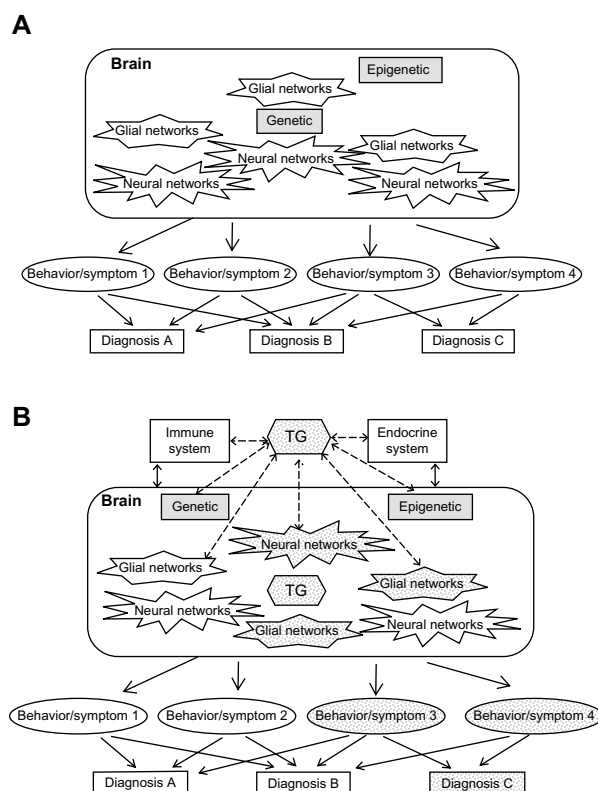 A
Brain
Epigenetic
Glial networks
Genetic
Glial networks
Glial networks
Neural networks
Neural networks
Neural networks
Behavior/symptom 1
Behavior/symptom 2
Behavior/symptom 3
Behavior/symptom 4
Diagnosis A
Diagnosis B
Diagnosis C
B
Immune
system
TG
Endocrine
system
Brain
Genetic
Epigenetic
Neural networks
Glial networks
Glial networks
TG
Neural networks
Glial networks
Neural networks
Behavior/symptom 1
Behavior/symptom 2
Behavior/symptom 3
Behavior/symptom 4
Diagnosis A
Diagnosis B
Diagnosis C